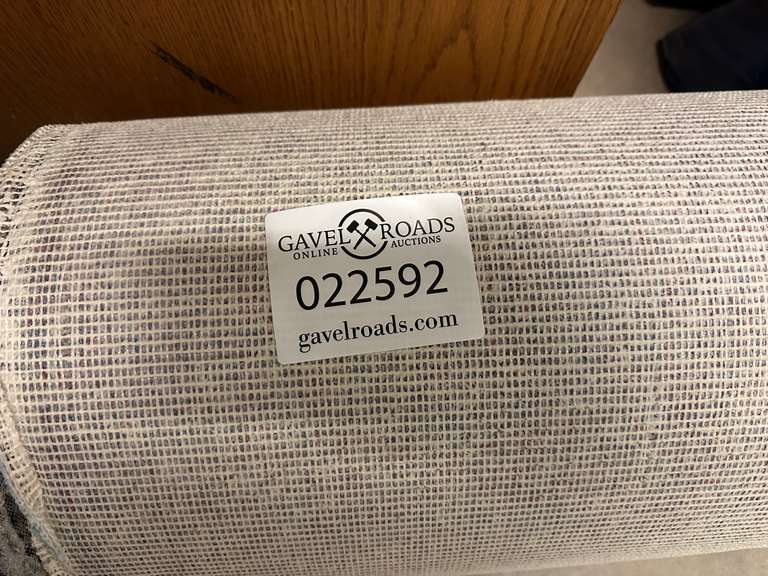 GAVEL ROADS
ONLINE AUCTIONS
022592
gavelroads.com